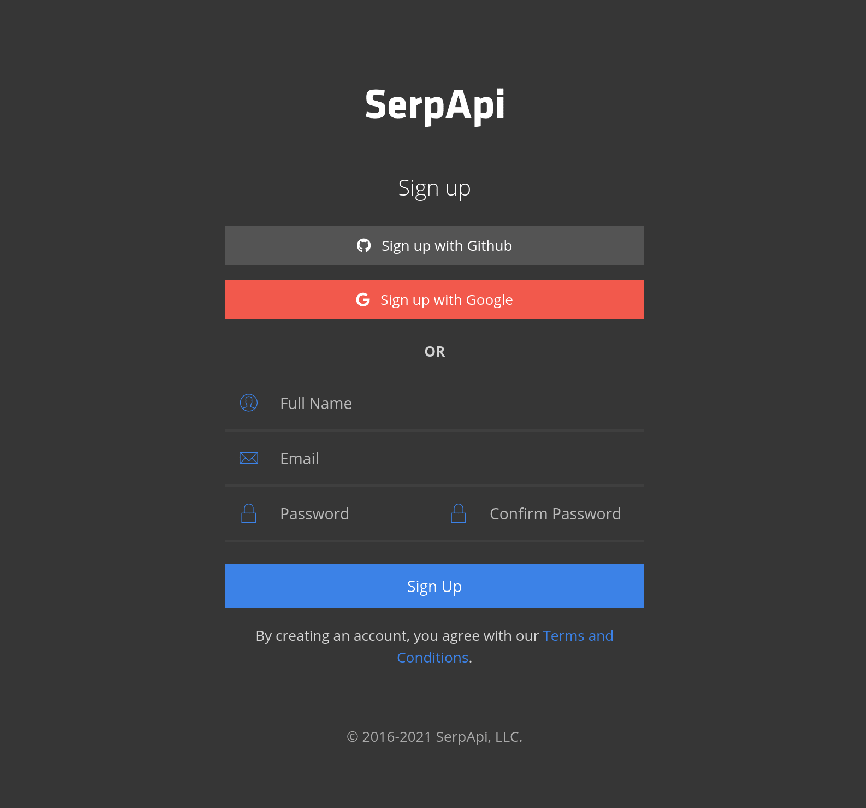 SerpApi
Sign up
Sign up with Github
Sign up with Google
OR
Full Name
Email
Password Confirm Password
Sign Up
By creating an account, you agree with our Terms and
Conditions.
© 2016-2021 SerpApi, LLC.